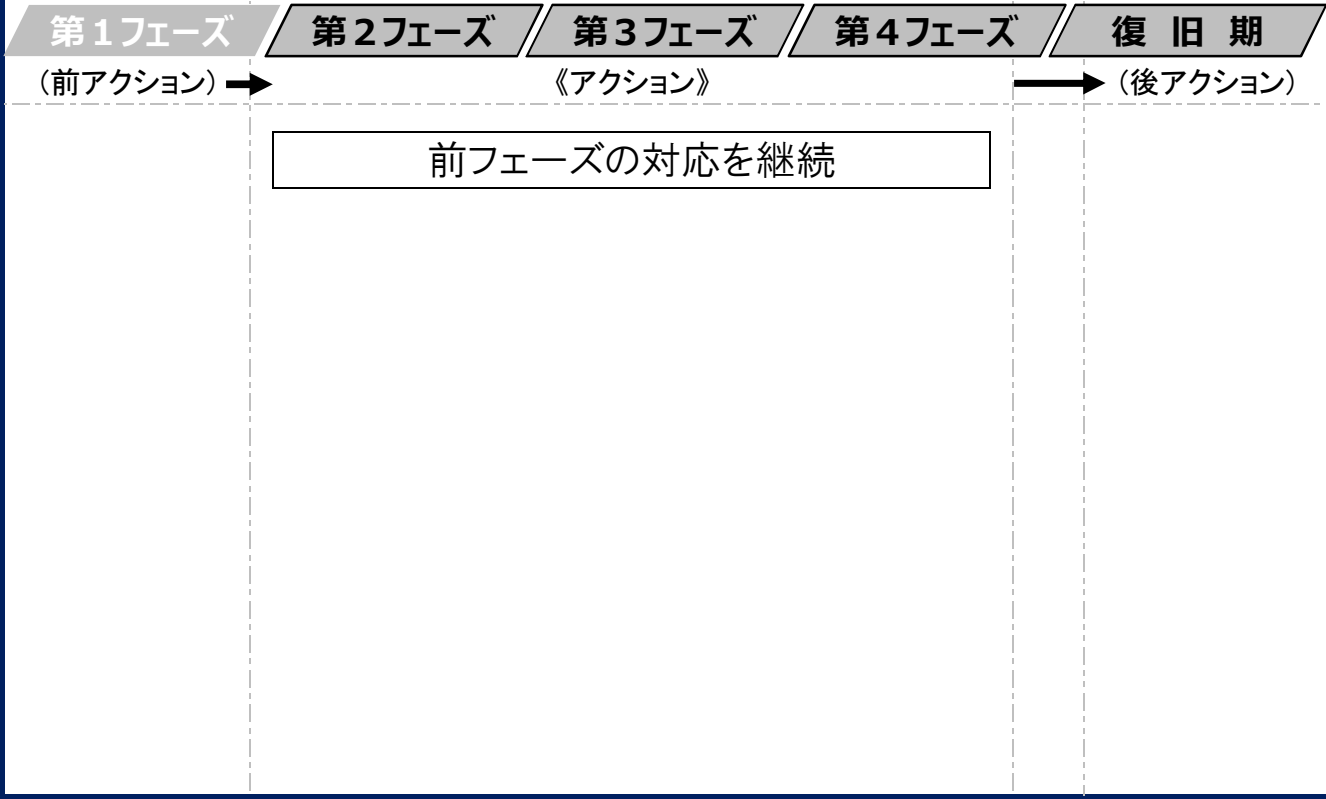 第１フェーズ 第２フェーズ 第３フェーズ 第４フェーズ 復旧期
（前アクション） 《アクション》 （後アクション）
前フェーズの対応を継続